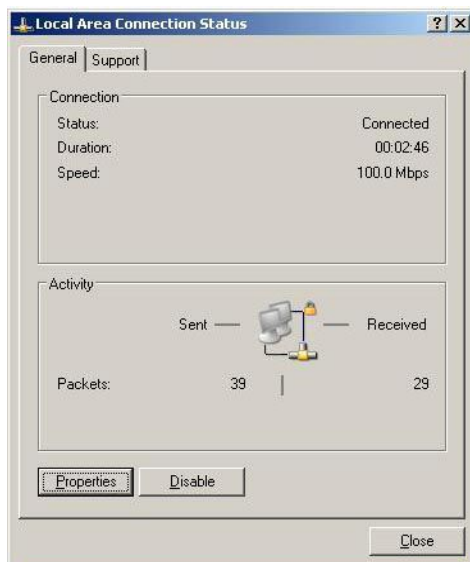 Local Area Connection Status
General Support
Connection
Status: Connected
Duration: 00:02:46
Speed: 100.0 Mbps
Activity
Sent Received
Packets: 39 29
Properties Disable
Close